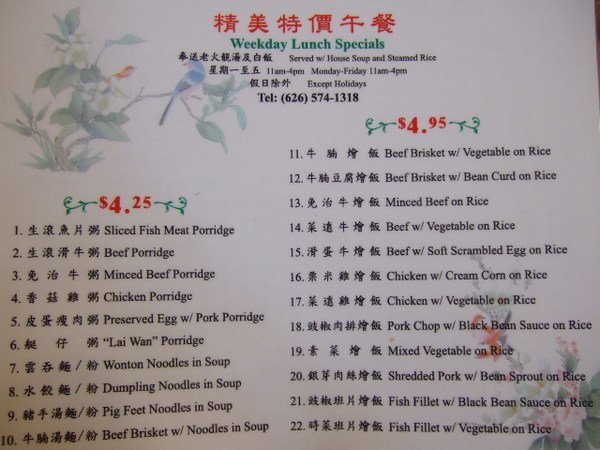 精美特價午餐
Weekday Lunch Specials
奉送老火靚湯及白飯 Served w/ House Soup and Steamed Rice
星期一至五 11am-4pm Monday-Friday 11am-4pm
假日除外 Except Holidays
Tel: (626) 574-1318
$4.25
1. 生滾魚片粥 Sliced Fish Meat Porridge
2. 生滾滑牛粥 Beef Porridge
3. 免治牛粥 Minced Beef Porridge
4. 香菇雞粥 Chicken Porridge
5. 皮蛋瘦肉粥 Preserved Egg w/ Pork Porridge
6. 艇仔粥 “Lai Wan” Porridge
7. 雲吞麵/粉 Wonton Noodles in Soup
8. 水餃麵/粉 Dumpling Noodles in Soup
9. 豬手湯麵/粉 Pig Feet Noodles in Soup
10. 牛腩湯麵/粉 Beef Brisket w/ Noodles in Soup
$4.95
11. 牛腩燴飯 Beef Brisket w/ Vegetable on Rice
12. 牛腩豆腐燴飯 Beef Brisket w/ Bean Curd on Rice
13. 免治牛燴飯 Minced Beef on Rice
14. 菜遠牛燴飯 Beef w/ Vegetable on Rice
15. 滑蛋牛燴飯 Beef w/ Soft Scrambled Egg on Rice
16. 粟米雞燴飯 Chicken w/ Cream Corn on Rice
17. 菜遠雞燴飯 Chicken w/ Vegetable on Rice
18. 豉椒肉排燴飯 Pork Chop w/ Black Bean Sauce on Rice
19. 素菜燴飯 Mixed Vegetable on Rice
20. 銀芽肉絲燴飯 Shredded Pork w/ Bean Sprout on Rice
21. 豉椒班片燴飯 Fish Fillet w/ Black Bean Sauce on Rice
22. 時菜班片燴飯 Fish Fillet w/ Vegetable on Rice